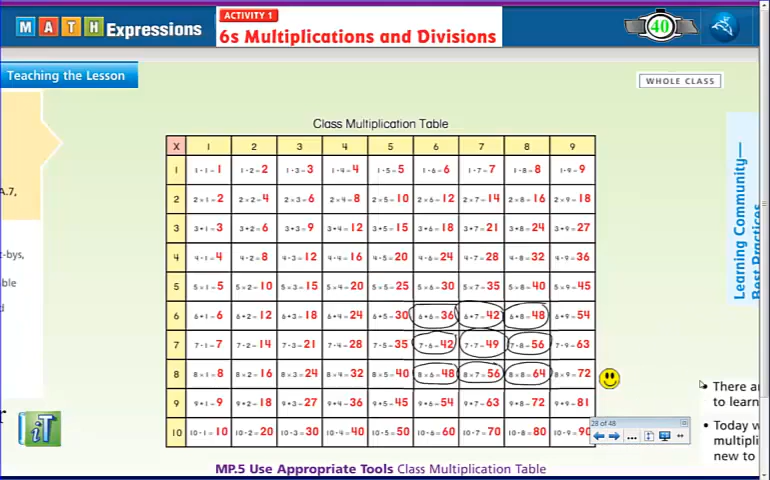 MATH Expressions
ACTIVITY 1
6s Multiplications and Divisions
40
Teaching the Lesson
WHOLE CLASS
A.7,
t-bys,
ble
d
r
iT
Class Multiplication Table
X 1 2 3 4 5 6 7 8 9
1 1 · 1 = 1 1 · 2 = 2 1 · 3 = 3 1 · 4 = 4 1 · 5 = 5 1 · 6 = 6 1 · 7 = 7 1 · 8 = 8 1 · 9 = 9
2 2 × 1 = 2 2 × 2 = 4 2 × 3 = 6 2 × 4 = 8 2 × 5 = 10 2 × 6 = 12 2 × 7 = 14 2 × 8 = 16 2 × 9 = 18
3 3 * 1 = 3 3 * 2 = 6 3 * 3 = 9 3 * 4 = 12 3 * 5 = 15 3 * 6 = 18 3 * 7 = 21 3 * 8 = 24 3 * 9 = 27
4 4 · 1 = 4 4 · 2 = 8 4 · 3 = 12 4 · 4 = 16 4 · 5 = 20 4 · 6 = 24 4 · 7 = 28 4 · 8 = 32 4 · 9 = 36
5 5 × 1 = 5 5 × 2 = 10 5 × 3 = 15 5 × 4 = 20 5 × 5 = 25 5 × 6 = 30 5 × 7 = 35 5 × 8 = 40 5 × 9 = 45
6 6 * 1 = 6 6 * 2 = 12 6 * 3 = 18 6 * 4 = 24 6 * 5 = 30 6 * 6 = 36 6 * 7 = 42 6 * 8 = 48 6 * 9 = 54
7 7 · 1 = 7 7 · 2 = 14 7 · 3 = 21 7 · 4 = 28 7 · 5 = 35 7 · 6 = 42 7 · 7 = 49 7 · 8 = 56 7 · 9 = 63
8 8 × 1 = 8 8 × 2 = 16 8 × 3 = 24 8 × 4 = 32 8 × 5 = 40 8 × 6 = 48 8 × 7 = 56 8 × 8 = 64 8 × 9 = 72
9 9 * 1 = 9 9 * 2 = 18 9 * 3 = 27 9 * 4 = 36 9 * 5 = 45 9 * 6 = 54 9 * 7 = 63 9 * 8 = 72 9 * 9 = 81
10 10 · 1 = 10 10 · 2 = 20 10 · 3 = 30 10 · 4 = 40 10 · 5 = 50 10 · 6 = 60 10 · 7 = 70 10 · 8 = 80 10 · 9 = 90
28 of 48
MP.5 Use Appropriate Tools Class Multiplication Table
Learning Community—
Best Practices
• There ar
to learn
• Today w
multipli
new to